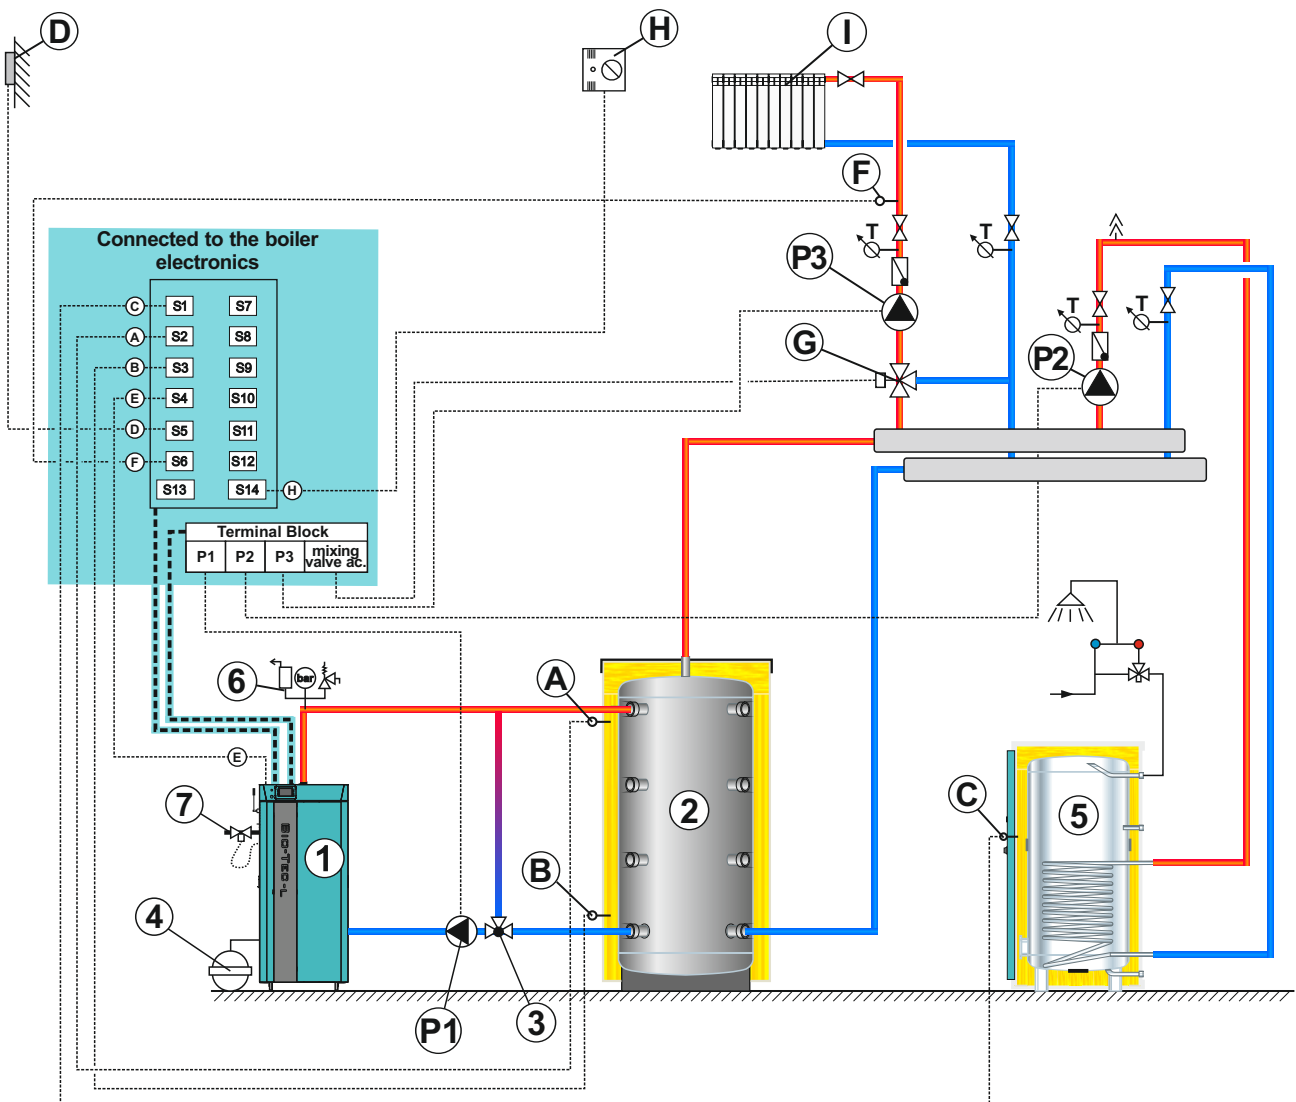 D
H
I
F
T
T
P3
Connected to the boiler
electronics
C
S1
S7
T
T
A
S2
S8
G
P2
B
S3
S9
E
S4
S10
D
S5
S11
F
S6
S12
S13
S14
H
Terminal Block
P1
P2
P3
mixing
valve ac.
6
bar
A
E
7
BIO-TEC-L
1
2
C
5
B
4
P1
3